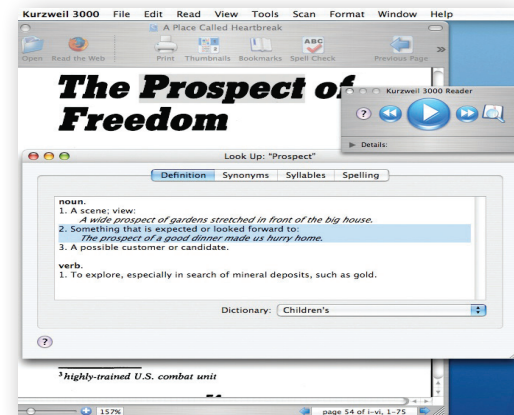 Kurzweil 3000 File Edit Read View Tools Scan Format Window Help
A Place Called Heartbreak
Open Read the Web Print Thumbnails Bookmarks Spell Check Previous Page
ABC
The Prospect of
Freedom
Kurzweil 3000 Reader
?
Details:
Look Up: "Prospect"
Definition Synonyms Syllables Spelling
noun.
1. A scene; view:
A wide prospect of gardens stretched in front of the big house.
2. Something that is expected or looked forward to:
The prospect of a good dinner made us hurry home.
3. A possible customer or candidate.
verb.
1. To explore, especially in search of mineral deposits, such as gold.
Dictionary: Children's
?
3 highly-trained U.S. combat unit
157% page 54 of i-vi, 1-75